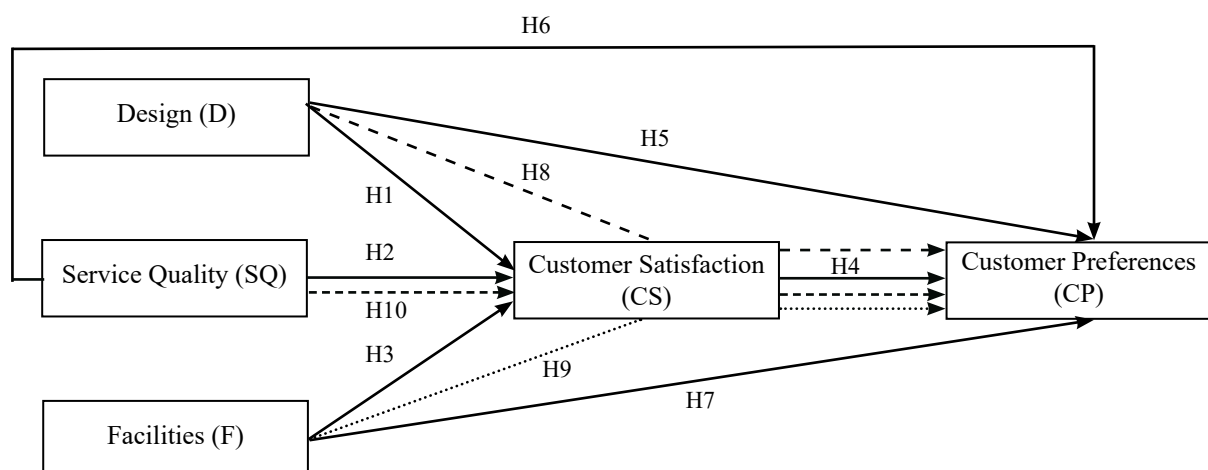 H6
Design (D)
H5
H8
H1
H2
Service Quality (SQ)
Customer Satisfaction
(CS)
H4
Customer Preferences
(CP)
H10
H3
H9
H7
Facilities (F)